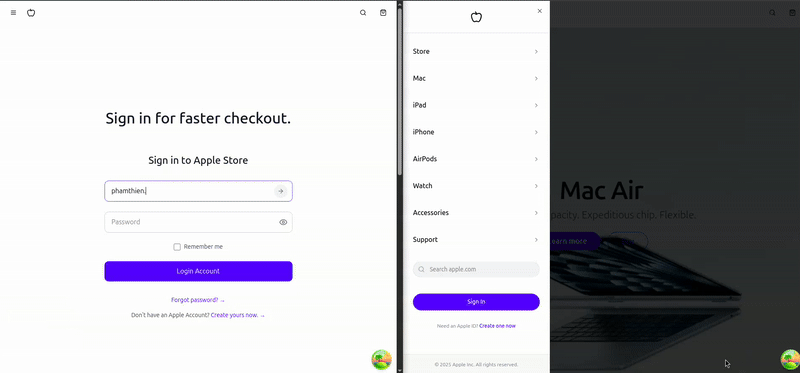 Sign in for faster checkout.
Sign in to Apple Store
phamthien.
Password
Remember me
Login Account
Forgot password? →
Don't have an Apple Account? Create yours now. →
Store
Mac
iPad
iPhone
AirPods
Watch
Accessories
Support
Search apple.com
Sign In
Need an Apple ID? Create one now
© 2025 Apple Inc. All rights reserved.
Mac Air
Expeditious chip. Flexible.
earn more